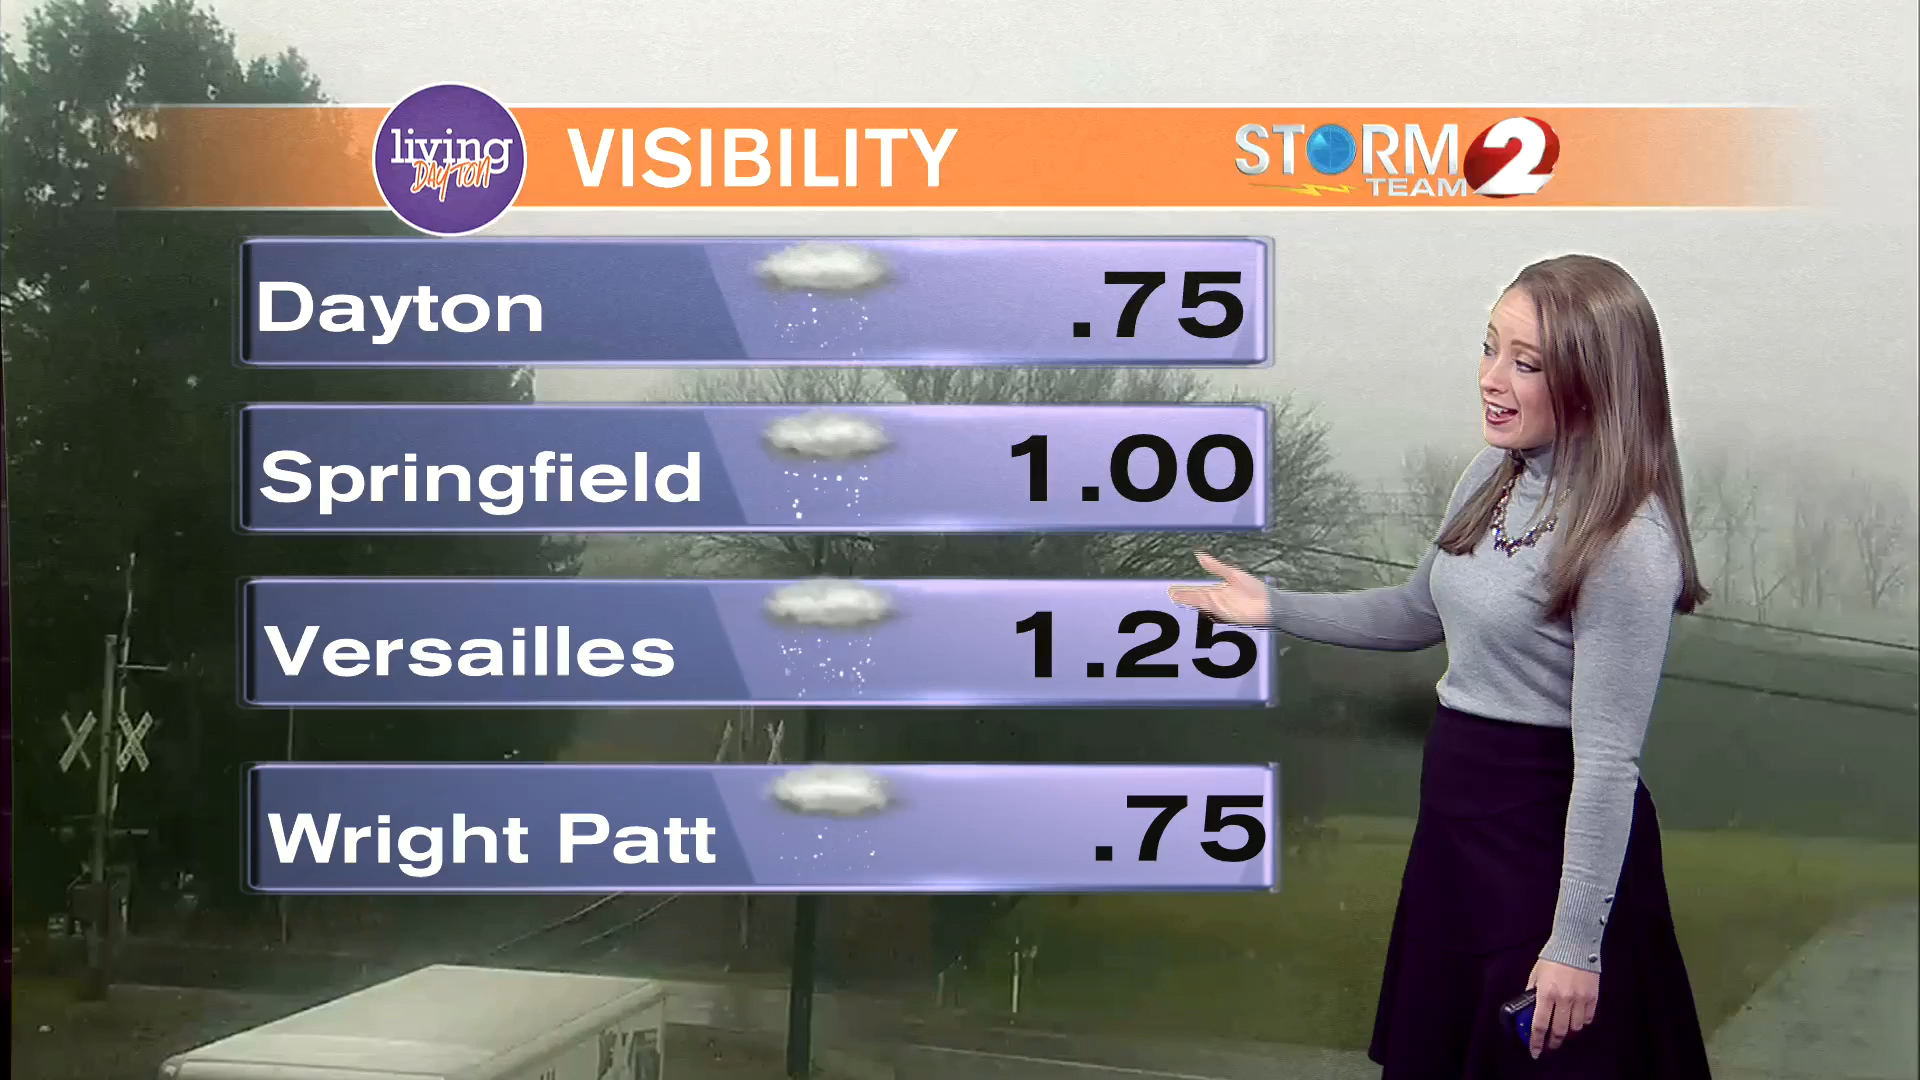 living
DAYTON
VISIBILITY
STORM
TEAM
2
Dayton .75
Springfield 1.00
Versailles 1.25
Wright Patt .75